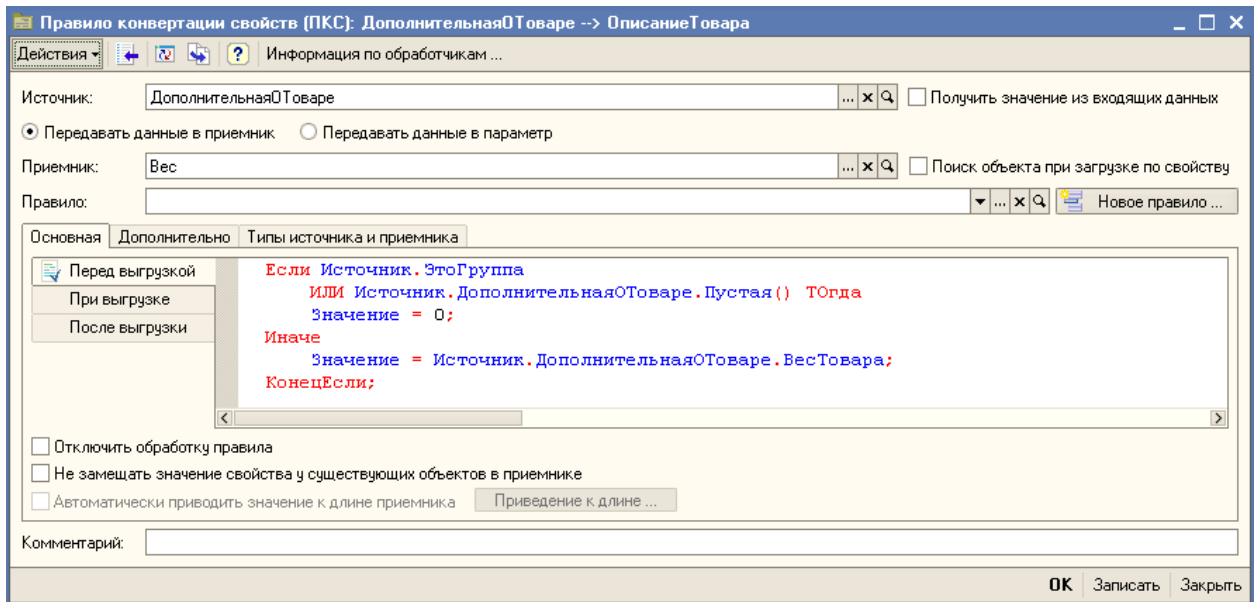 Правило конвертации свойств (ПКС): ДополнительнаяОТоваре --> ОписаниеТовара
Действия Информация по обработчикам ...
Источник: ДополнительнаяОТоваре ... x Получить значение из входящих данных
Передавать данные в приемник Передавать данные в параметр
Приемник: Вес ... x Поиск объекта при загрузке по свойству
Правило: ... x Новое правило ...
Основная Дополнительно Типы источника и приемника
Перед выгрузкой
При выгрузке
После выгрузки
Если Источник.ЭтоГруппа
ИЛИ Источник.ДополнительнаяОТоваре.Пустая() ТОгда
Значение = 0;
Иначе
Значение = Источник.ДополнительнаяОТоваре.ВесТовара;
КонецЕсли;
Отключить обработку правила
Не замещать значение свойства у существующих объектов в приемнике
Автоматически приводить значение к длине приемника Приведение к длине ...
Комментарий:
OK Записать Закрыть